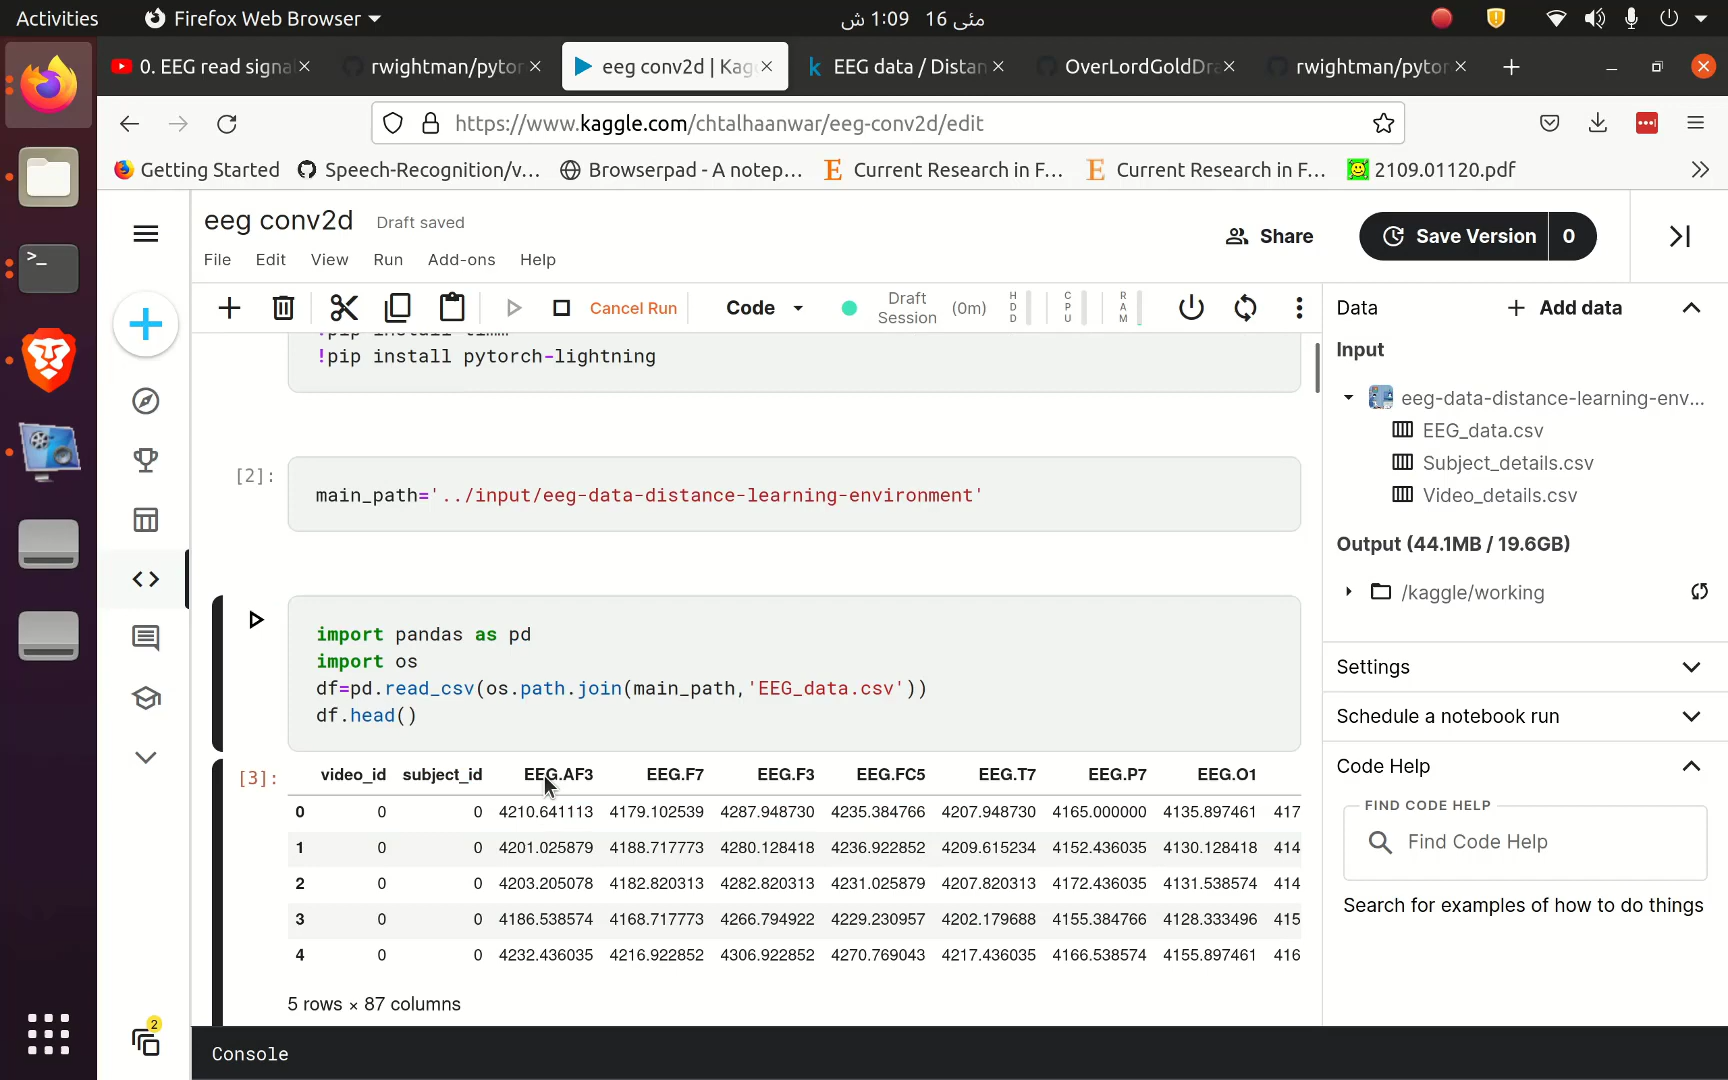 Activities Firefox Web Browser 1:09 ش مئی 16
0. EEG read signa rwightman/pytor eeg conv2d | Kag EEG data / Distan OverLordGoldDra rwightman/pytor
https://www.kaggle.com/chtalhaanwar/eeg-conv2d/edit
Getting Started Speech-Recognition/v... Browserpad - A notep... Current Research in F... Current Research in F... 2109.01120.pdf
eeg conv2d Draft saved
File Edit View Run Add-ons Help
Share
Save Version 0
Cancel Run Code Draft Session (0m) HDD CPU RAM
!pip install timm
!pip install pytorch-lightning
[2]:
main_path='../input/eeg-data-distance-learning-environment'
import pandas as pd
import os
df=pd.read_csv(os.path.join(main_path,'EEG_data.csv'))
df.head()
[3]:
video_id subject_id EEG.AF3 EEG.F7 EEG.F3 EEG.FC5 EEG.T7 EEG.P7 EEG.O1
0 0 0 4210.641113 4179.102539 4287.948730 4235.384766 4207.948730 4165.000000 4135.897461 417
1 0 0 4201.025879 4188.717773 4280.128418 4236.922852 4209.615234 4152.436035 4130.128418 414
2 0 0 4203.205078 4182.820313 4282.820313 4231.025879 4207.820313 4172.436035 4131.538574 414
3 0 0 4186.538574 4168.717773 4266.794922 4229.230957 4202.179688 4155.384766 4128.333496 415
4 0 0 4232.436035 4216.922852 4306.922852 4270.769043 4217.436035 4166.538574 4155.897461 416
5 rows × 87 columns
Console
2
Data
Add data
Input
eeg-data-distance-learning-env...
EEG_data.csv
Subject_details.csv
Video_details.csv
Output (44.1MB / 19.6GB)
/kaggle/working
Settings
Schedule a notebook run
Code Help
FIND CODE HELP
Find Code Help
Search for examples of how to do things